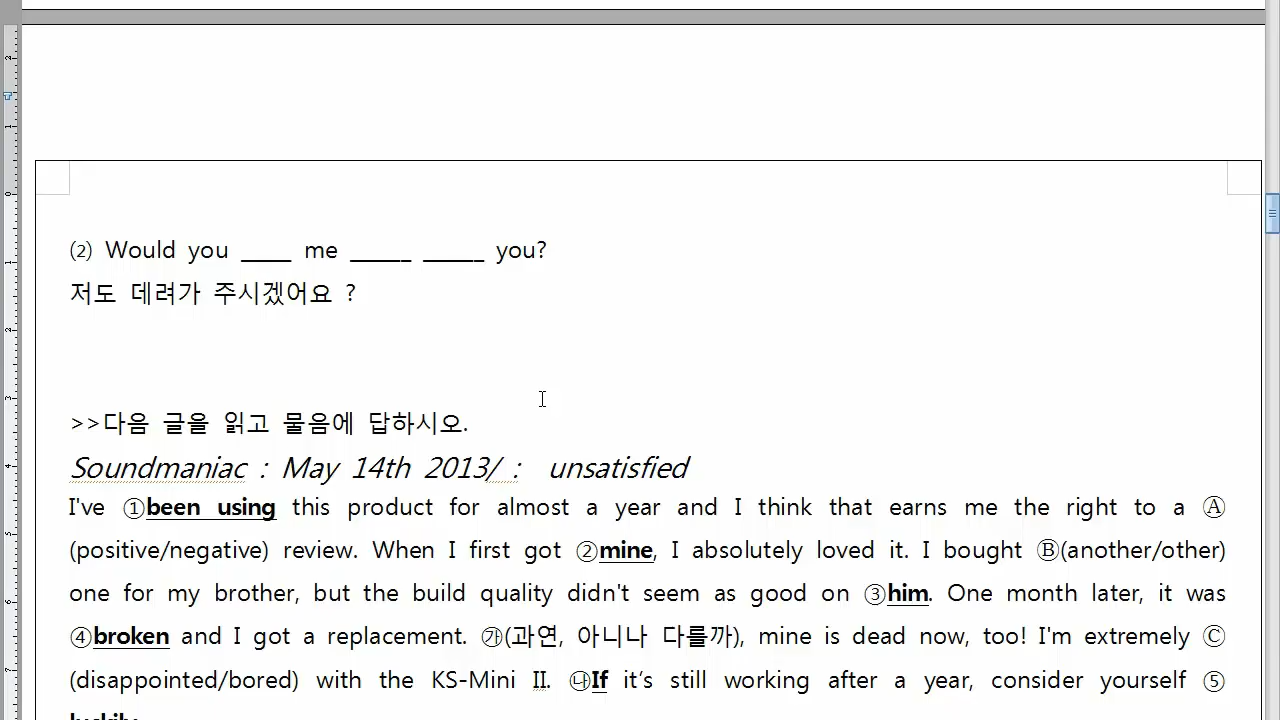 (2) Would you ____ me _____ _____ you?
저도 데려가 주시겠어요 ?
>>다음 글을 읽고 물음에 답하시오.
Soundmaniac : May 14th 2013/ : unsatisfied
I've ①been using this product for almost a year and I think that earns me the right to a Ⓐ
(positive/negative) review. When I first got ②mine, I absolutely loved it. I bought Ⓑ(another/other)
one for my brother, but the build quality didn't seem as good on ③him. One month later, it was
④broken and I got a replacement. ㉮(과연, 아니나 다를까), mine is dead now, too! I'm extremely Ⓒ
(disappointed/bored) with the KS-Mini II. ㉯If it's still working after a year, consider yourself ⑤
luckily